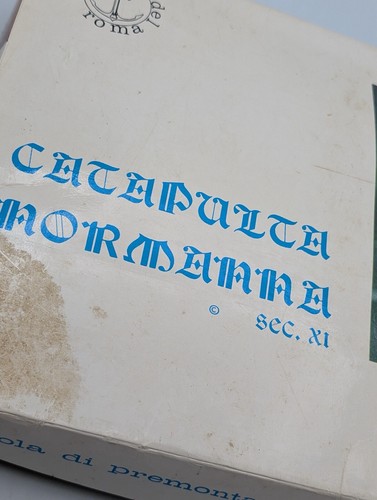 del
roma
CATAPULTA
NORMANNA
©
sec. XI
di premonta